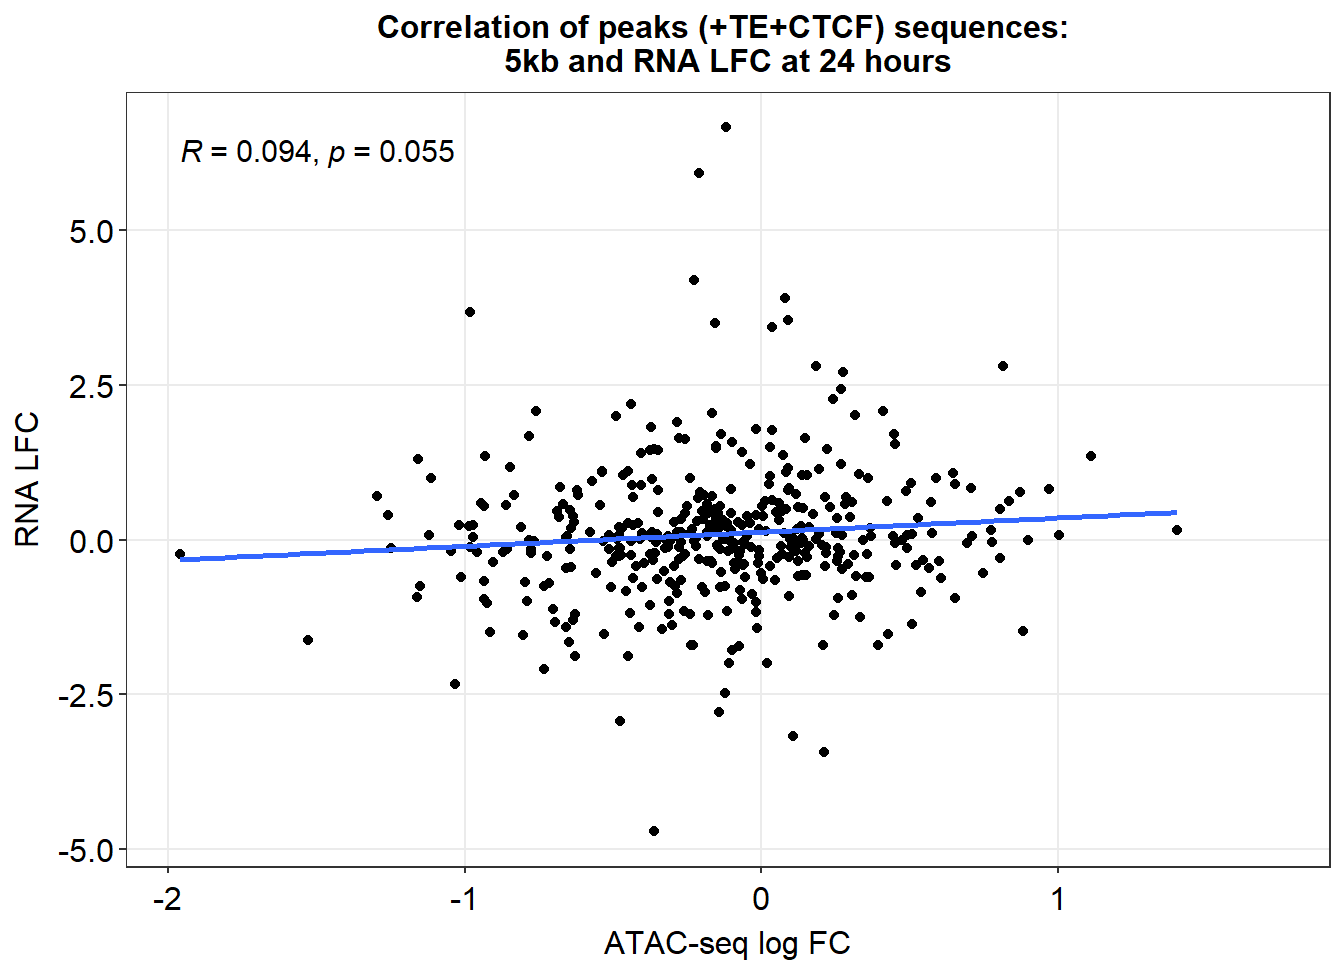 Correlation of peaks (+TE+CTCF) sequences:
5kb and RNA LFC at 24 hours
R = 0.094, p = 0.055
RNA LFC
5.0
2.5
0.0
-2.5
-5.0
-2
-1
0
1
ATAC-seq log FC